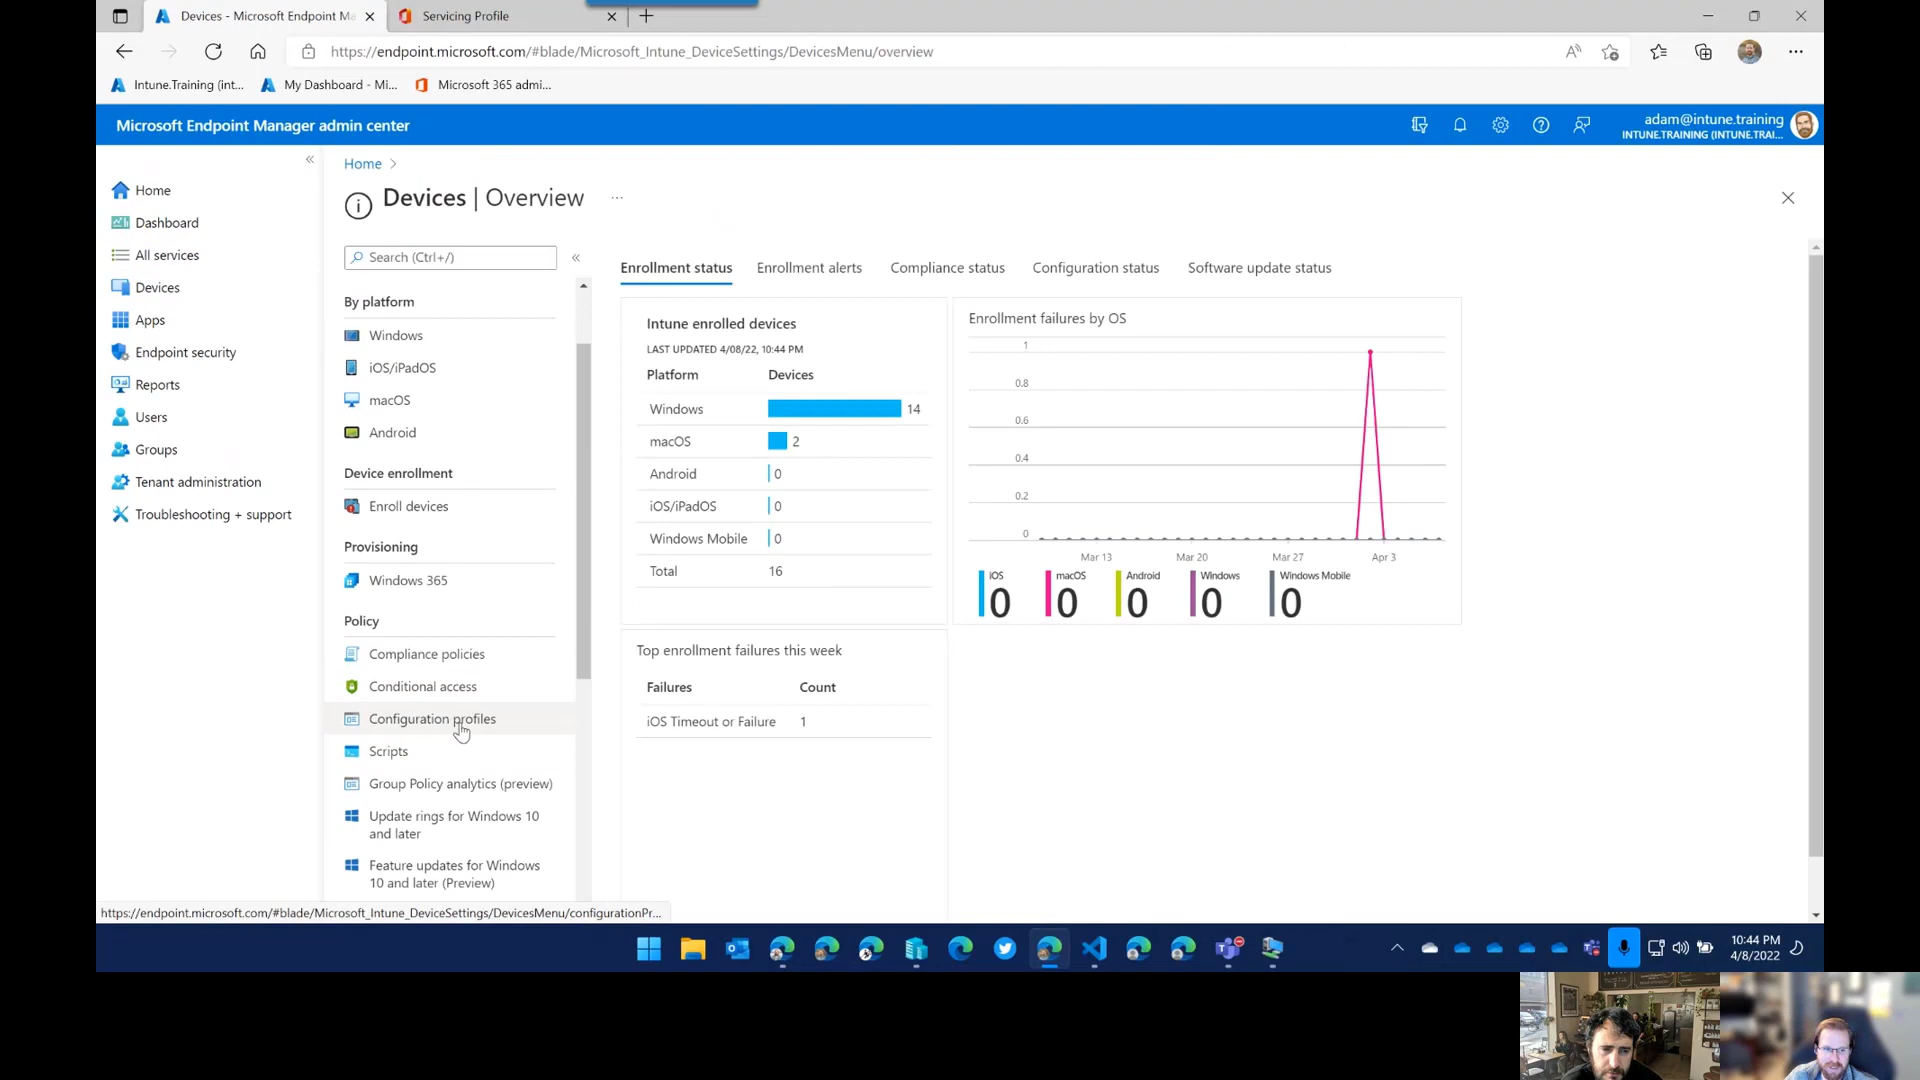 Devices - Microsoft Endpoint Ma
Servicing Profile
https://endpoint.microsoft.com/#blade/Microsoft_Intune_DeviceSettings/DevicesMenu/overview
Intune.Training (int...
My Dashboard - Mi...
Microsoft 365 admi...
Microsoft Endpoint Manager admin center
adam@intune.training
INTUNE.TRAINING (INTUNE.TRAI...
Home
Dashboard
All services
Devices
Apps
Endpoint security
Reports
Users
Groups
Tenant administration
Troubleshooting + support
Home >
Devices | Overview
...
Search (Ctrl+/)
By platform
Windows
iOS/iPadOS
macOS
Android
Device enrollment
Enroll devices
Provisioning
Windows 365
Policy
Compliance policies
Conditional access
Configuration profiles
Scripts
Group Policy analytics (preview)
Update rings for Windows 10
and later
Feature updates for Windows
10 and later (Preview)
Enrollment status
Enrollment alerts
Compliance status
Configuration status
Software update status
Intune enrolled devices
LAST UPDATED 4/08/22, 10:44 PM
Platform Devices
Windows 14
macOS 2
Android 0
iOS/iPadOS 0
Windows Mobile 0
Total 16
Enrollment failures by OS
1
0.8
0.6
0.4
0.2
0
Mar 13 Mar 20 Mar 27 Apr 3
iOS macOS Android Windows Windows Mobile
0 0 0 0 0
Top enrollment failures this week
Failures Count
iOS Timeout or Failure 1
https://endpoint.microsoft.com/#blade/Microsoft_Intune_DeviceSettings/DevicesMenu/configurationPr...
10:44 PM
4/8/2022